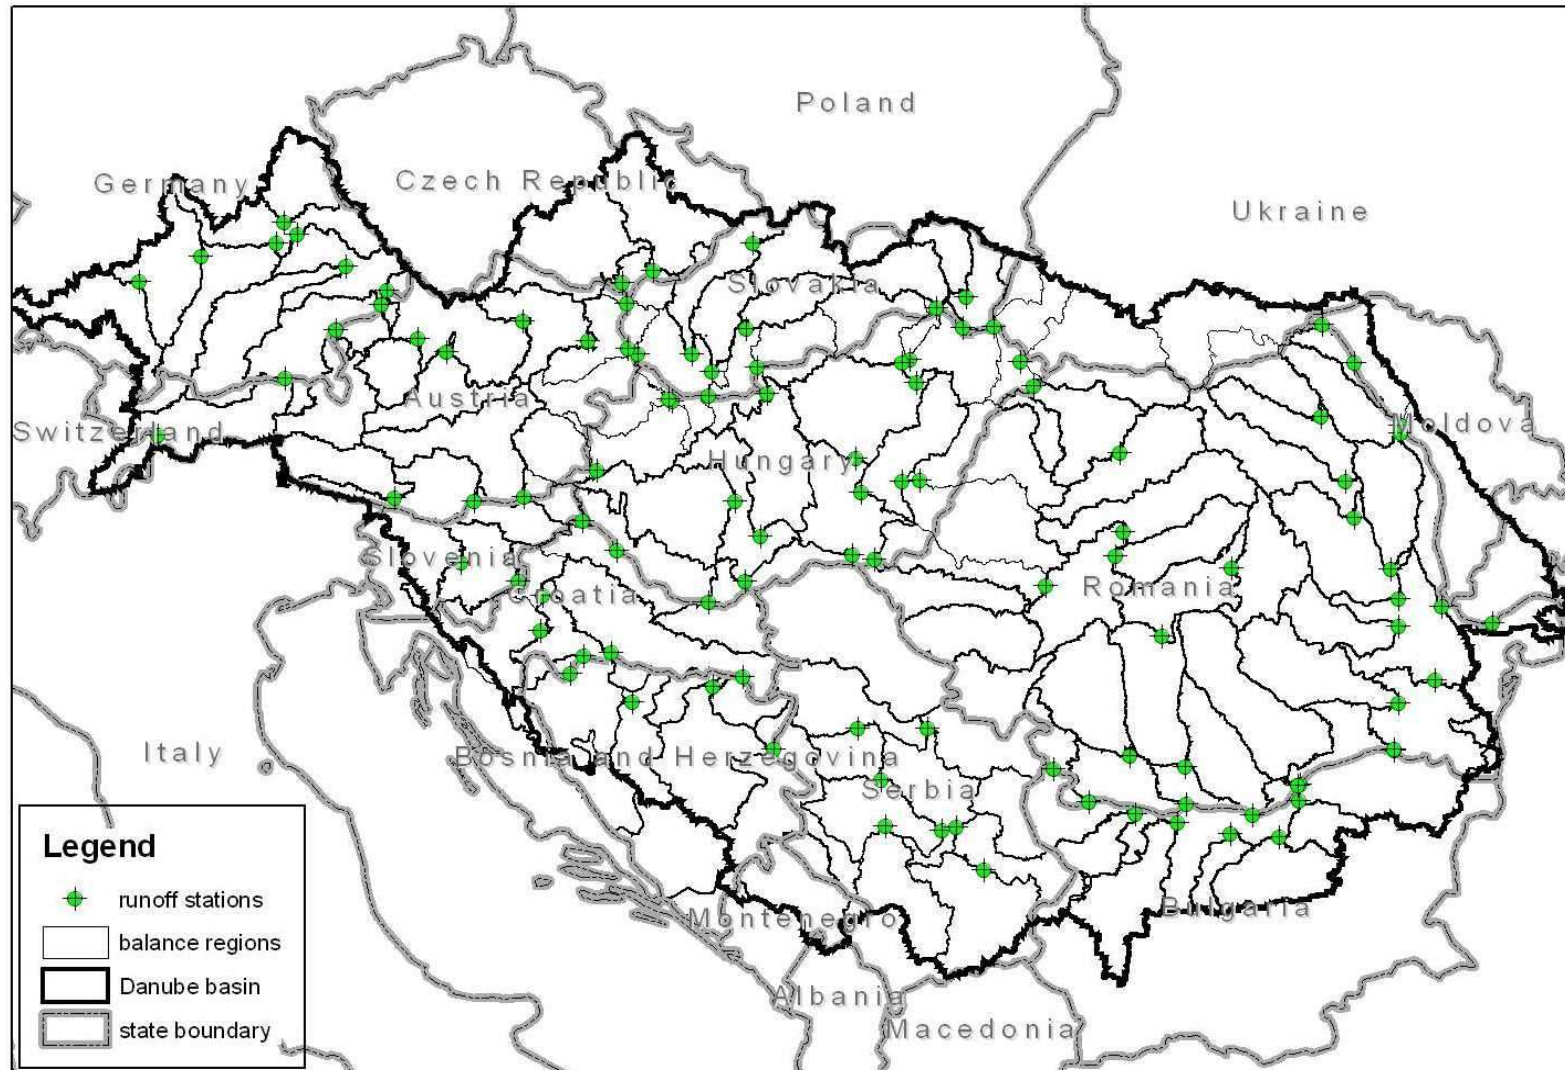 Poland
Germany
Czech Republic
Ukraine
Slovakia
Austria
Switzerland
Moldova
Hungary
Slovenia
Croatia
Romania
Italy
Bosnia and Herzegovina
Serbia
Montenegro
Bulgaria
Albania
Macedonia
Legend
runoff stations
balance regions
Danube basin
state boundary